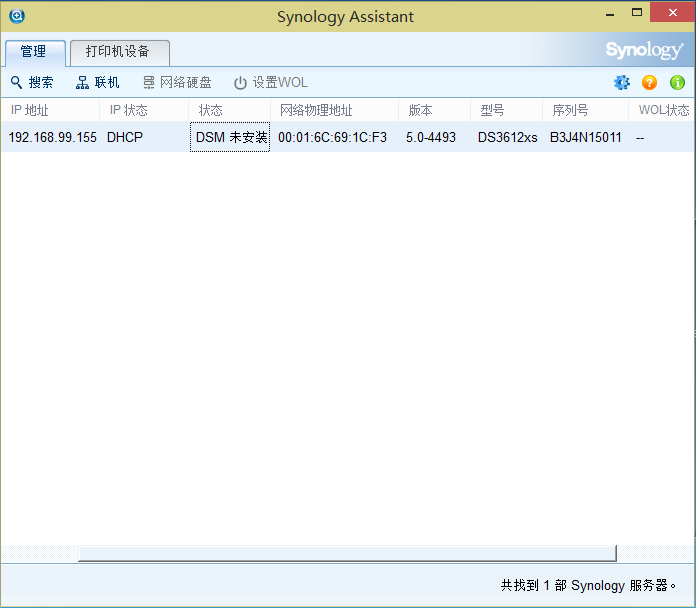 Synology Assistant
管理 打印机设备 Synology
搜索 联机 网络硬盘 设置WOL
IP 地址 IP 状态 状态 网络物理地址 版本 型号 序列号 WOL状态
192.168.99.155 DHCP DSM 未安装 00:01:6C:69:1C:F3 5.0-4493 DS3612xs B3J4N15011 --
共找到 1 部 Synology 服务器。